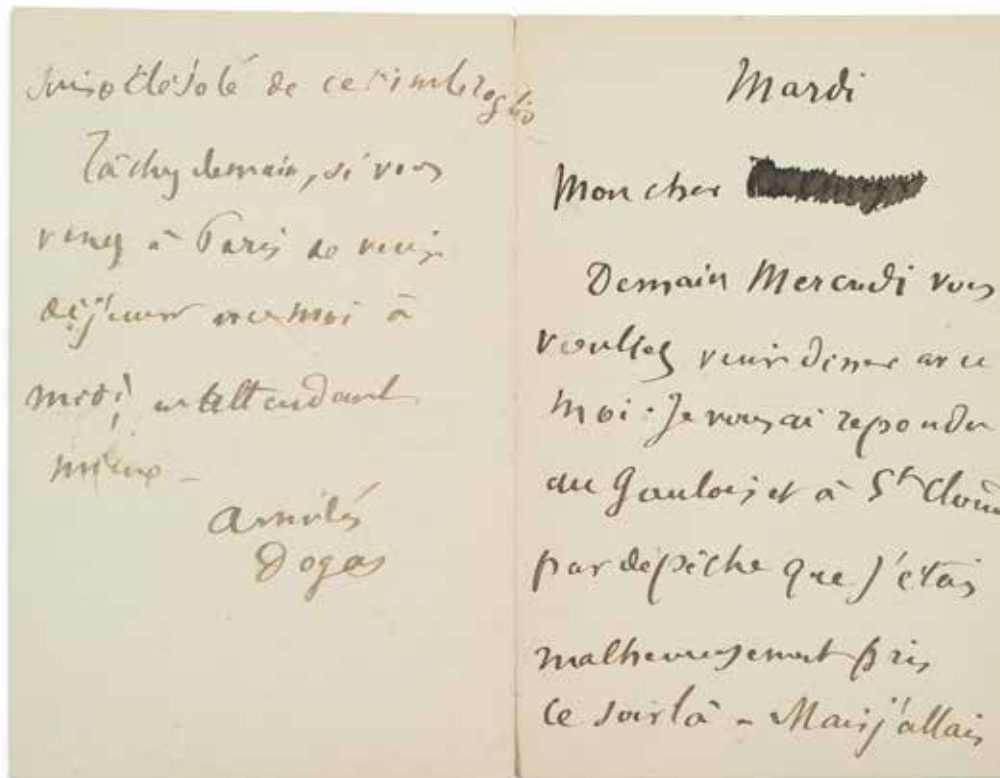 Mardi
Mon cher
Demain Mercredi vous
vouliez venir diner avec
moi. Je vous ai repondu
au Gaulois et à St Cloud
par dépêche que j'étais
malheureusement pris
ce soir là - Mais j'allais
suis désolé de cet imbroglio
Tâchez demain, si vous
venez à Paris de venir
déjeuner avec moi à
midi, en attendant
mieux -
Amitiés
Degas